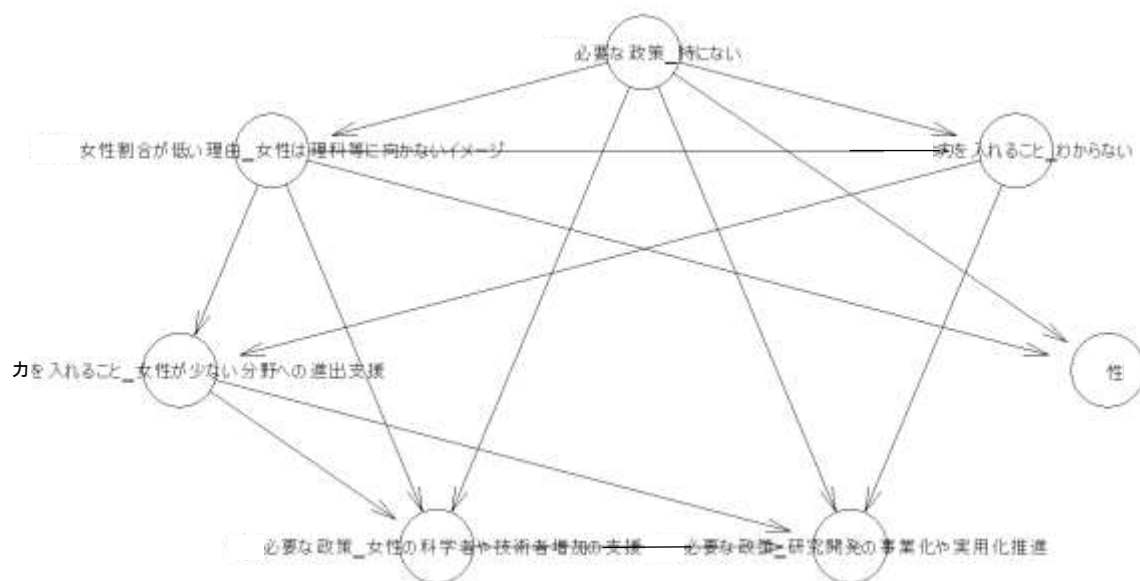 必要な政策_特にない
女性割合が低い理由_女性は理科等に向かないイメージ
力を入れること_わからない
力を入れること_女性が少ない分野への進出支援
性
必要な政策_女性の科学者や技術者増加の支援
必要な政策_研究開発の事業化や実用化推進